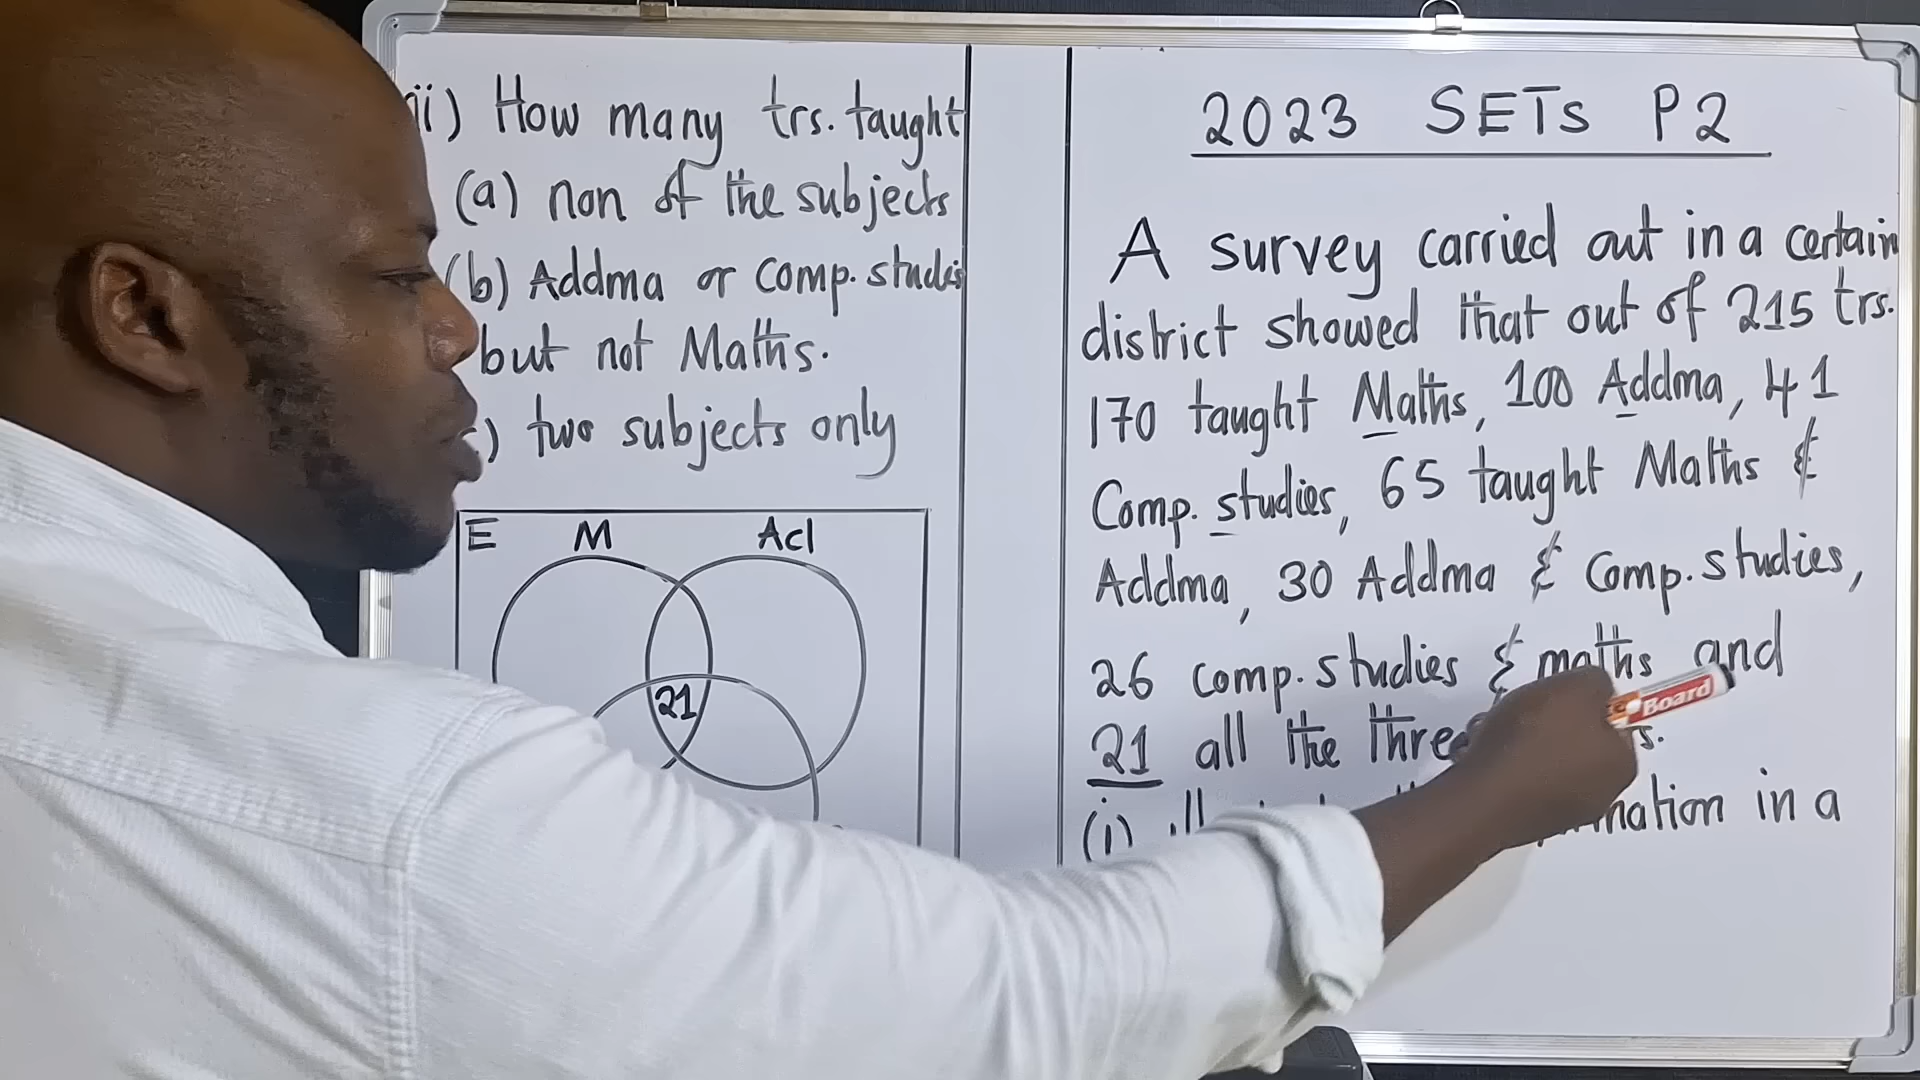 ii) How many trs. taught
(a) non of the subjects
(b) Addma or Comp. studies
but not Maths.
) two subjects only
E M Ad
21
2023 SETs P2
A survey carried out in a certain
district showed that out of 215 trs.
170 taught Maths, 100 Addma, 41
Comp. studies, 65 taught Maths &
Addma, 30 Addma & Comp. studies,
26 comp. studies & maths and
21 all the three
(i) in a
Board